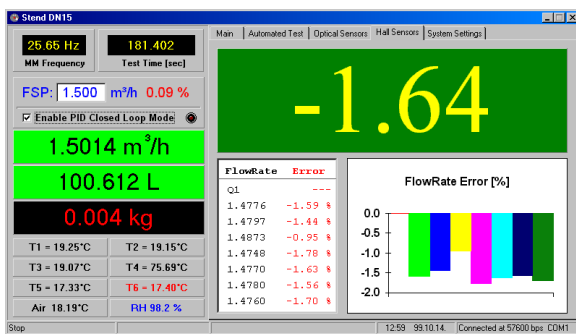 Stend DN15
25.65 Hz
MM Frequency
181.402
Test Time [sec]
FSP: 1.500 m³/h 0.09 %
Enable PID Closed Loop Mode
1.5014 m³/h
100.612 L
0.004 kg
T1 = 19.25°C T2 = 19.15°C
T3 = 19.07°C T4 = 75.69°C
T5 = 17.33°C T6 = 17.40°C
Air 18.19°C RH 98.2 %
Main Automated Test Optical Sensors Hall Sensors System Settings
-1.64
FlowRate Error
Q1 ---
1.4776 -1.59 %
1.4797 -1.44 %
1.4873 -0.95 %
1.4748 -1.78 %
1.4770 -1.63 %
1.4780 -1.56 %
1.4760 -1.70 %
FlowRate Error [%]
0.0
-0.5
-1.0
-1.5
-2.0
Stop 12:59 99.10.14. Connected at 57600 bps COM1